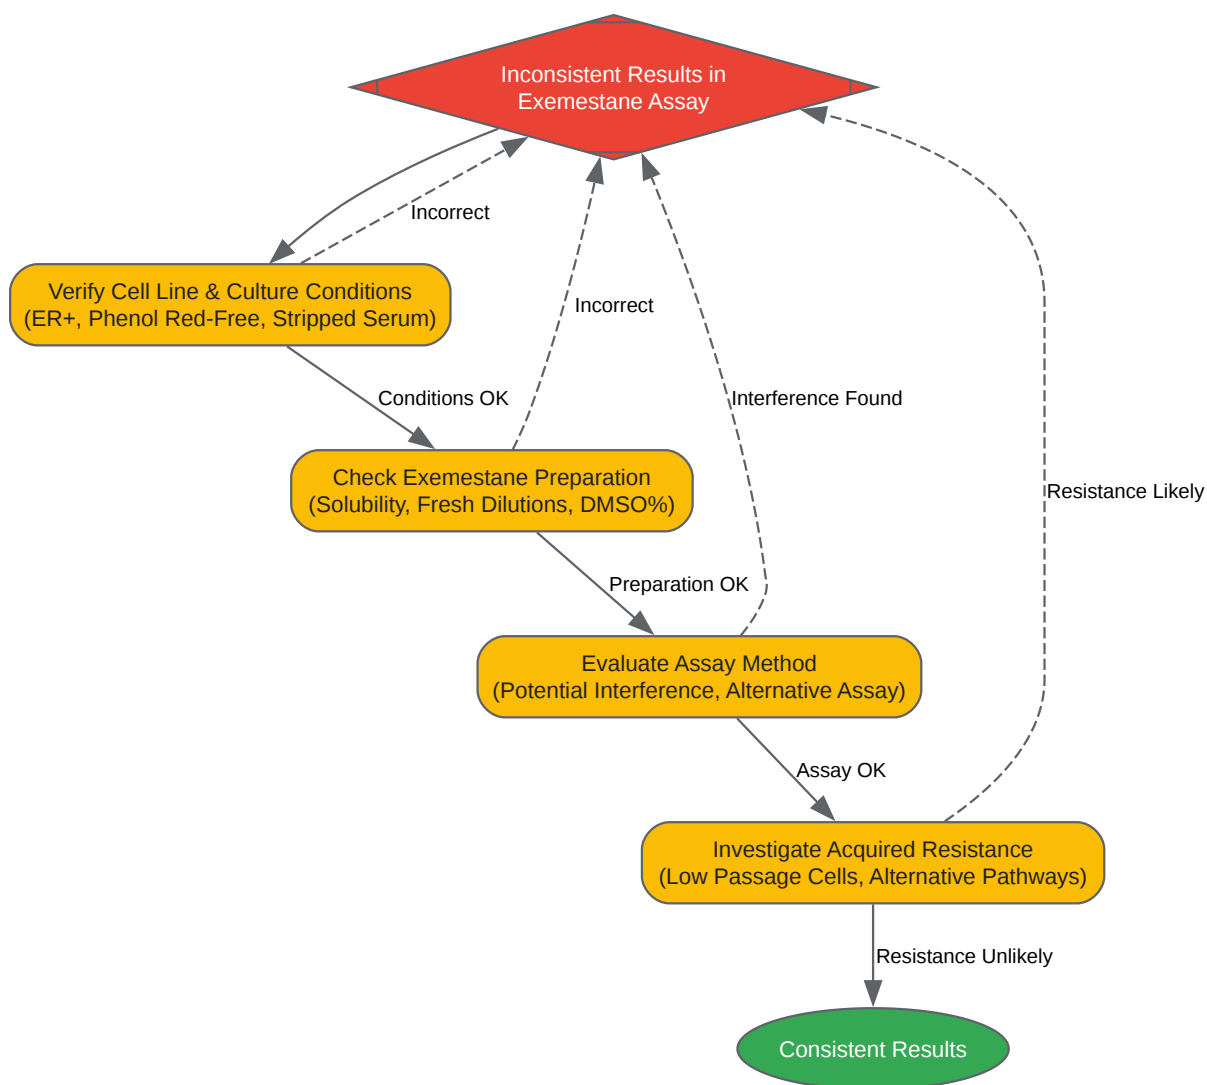 Inconsistent Results in
Exemestane Assay
Incorrect
Verify Cell Line & Culture Conditions
(ER+, Phenol Red-Free, Stripped Serum)
Incorrect
Conditions OK
Interference Found
Check Exemestane Preparation
(Solubility, Fresh Dilutions, DMSO%)
Resistance Likely
Preparation OK
Evaluate Assay Method
(Potential Interference, Alternative Assay)
Assay OK
Investigate Acquired Resistance
(Low Passage Cells, Alternative Pathways)
Resistance Unlikely
Consistent Results